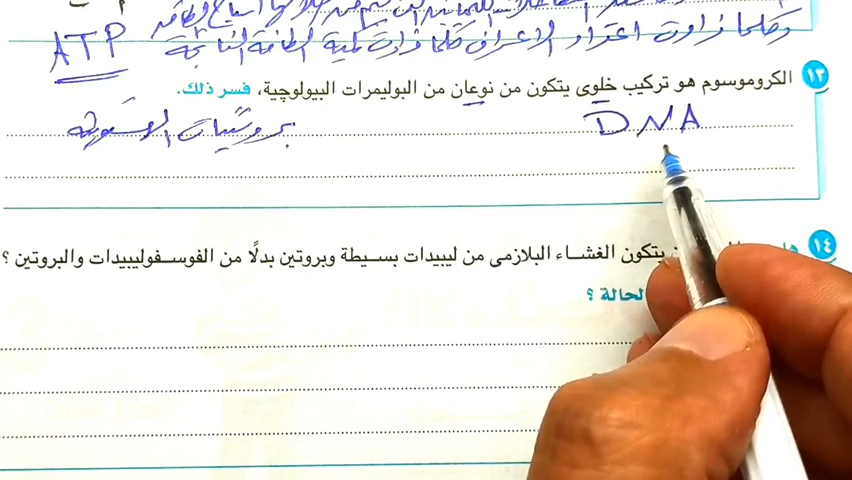 وكلما زادت اعداد الاعراف كلما زادت كمية الطاقة الناتجة
ATP
١٣ الكروموسوم هو تركيب خلوى يتكون من نوعان من البوليمرات البيولوجية، فسر ذلك.
DNA بروتينات الهستونية
١٤ يتكون الغشاء البلازمى من ليبيدات بسيطة وبروتين بدلًا من الفوسفوليبيدات والبروتين ؟
الحالة ؟